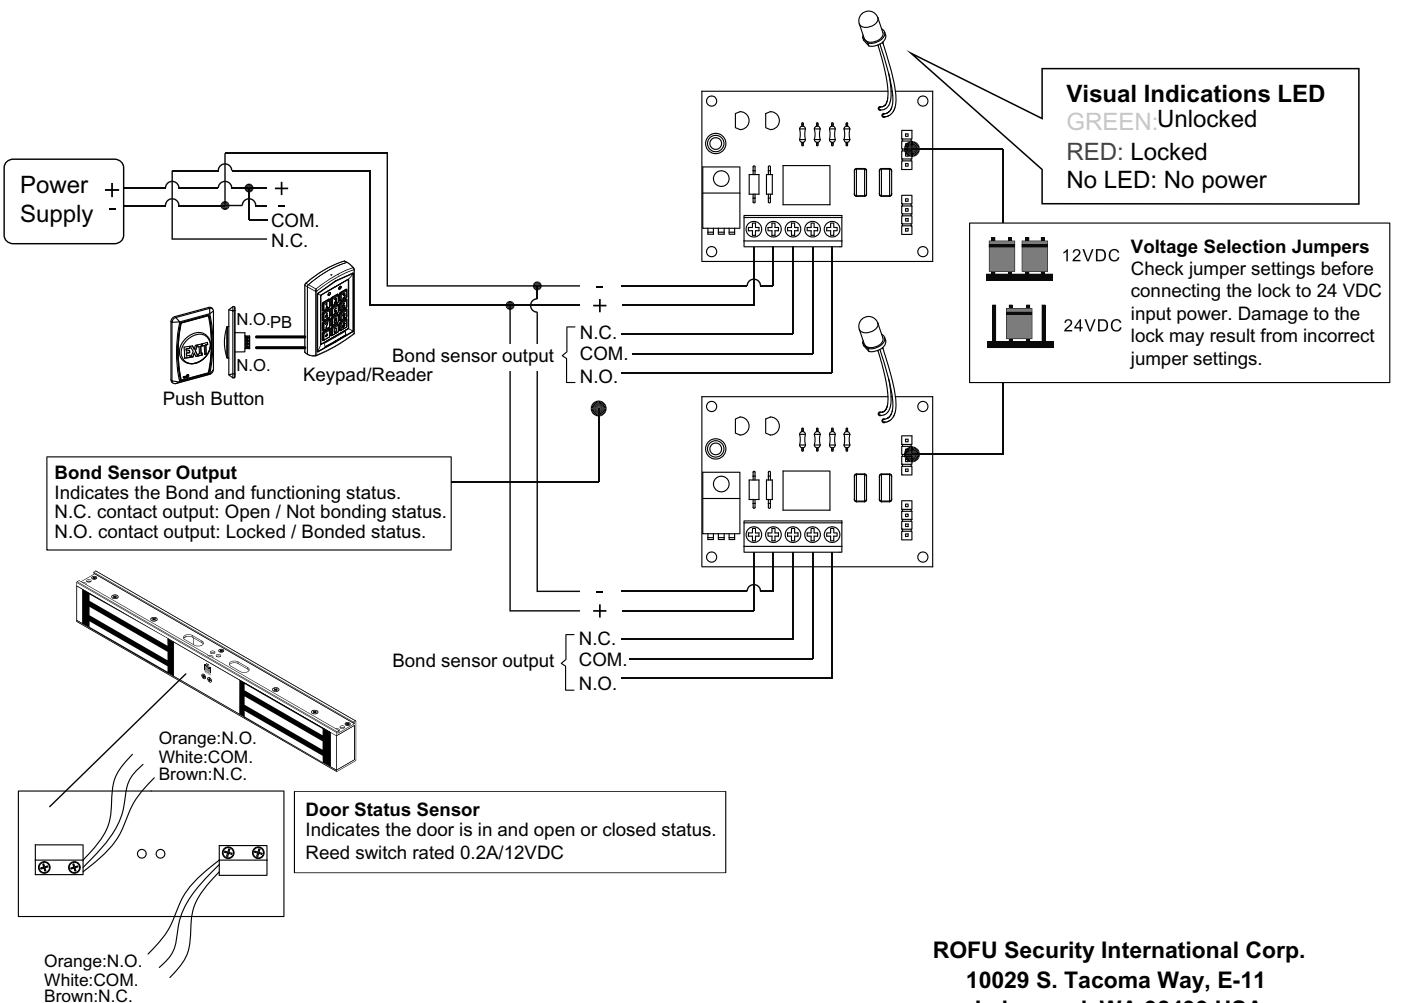 Visual Indications LED
GREEN:Unlocked
RED: Locked
No LED: No power
Power + +
Supply - -
COM.
N.C.
12VDC
24VDC
Voltage Selection Jumpers
Check jumper settings before
connecting the lock to 24 VDC
input power. Damage to the
lock may result from incorrect
jumper settings.
-
+
N.C.
Bond sensor output COM.
N.O.
N.O. PB
EXIT
N.O.
Keypad/Reader
Push Button
Bond Sensor Output
Indicates the Bond and functioning status.
N.C. contact output: Open / Not bonding status.
N.O. contact output: Locked / Bonded status.
-
+
N.C.
Bond sensor output COM.
N.O.
Orange:N.O.
White:COM.
Brown:N.C.
Door Status Sensor
Indicates the door is in and open or closed status.
Reed switch rated 0.2A/12VDC
Orange:N.O.
White:COM.
Brown:N.C.
ROFU Security International Corp.
10029 S. Tacoma Way, E-11